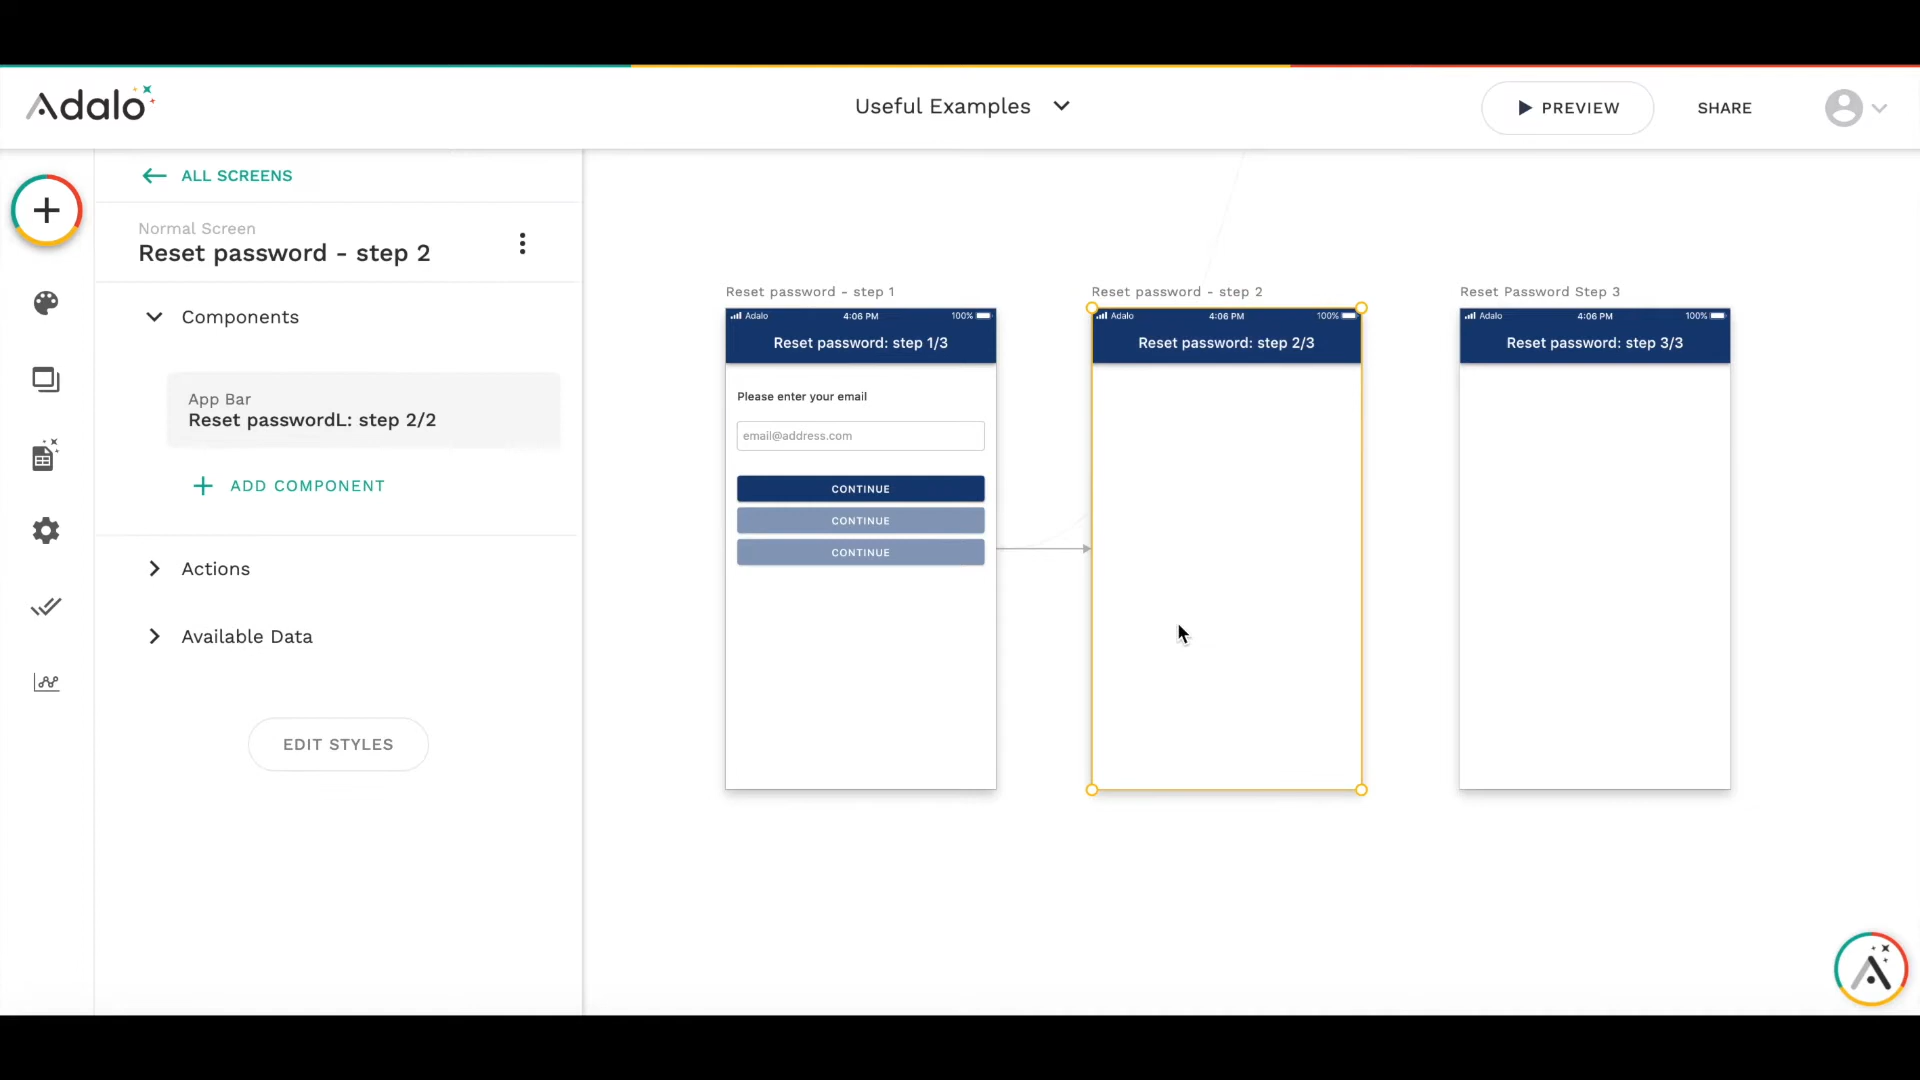 Adalo
Useful Examples
PREVIEW
SHARE
ALL SCREENS
Normal Screen
Reset password - step 2
Components
App Bar
Reset passwordL: step 2/2
ADD COMPONENT
Actions
Available Data
EDIT STYLES
Reset password - step 1
Adalo 4:06 PM 100%
Reset password: step 1/3
Please enter your email
email@address.com
CONTINUE
CONTINUE
CONTINUE
Reset password - step 2
Adalo 4:06 PM 100%
Reset password: step 2/3
Reset Password Step 3
Adalo 4:06 PM 100%
Reset password: step 3/3